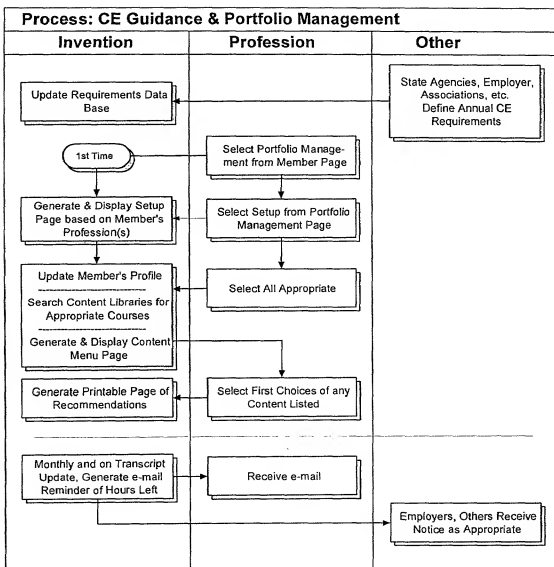 Process: CE Guidance & Portfolio Management
Invention
Profession
Other
State Agencies, Employer,
Associations, etc.
Define Annual CE
Requirements
Update Requirements Data
Base
Select Portfolio Manage-
ment from Member Page
1st Time
Generate & Display Setup
Page based on Member's
Profession(s)
Select Setup from Portfolio
Management Page
Update Member's Profile
Search Content Libraries for
Appropriate Courses
Generate & Display Content
Menu Page
Select All Appropriate
Generate Printable Page of
Recommendations
Select First Choices of any
Content Listed
Monthly and on Transcript
Update, Generate e-mail
Reminder of Hours Left
Receive e-mail
Employers, Others Receive
Notice as Appropriate